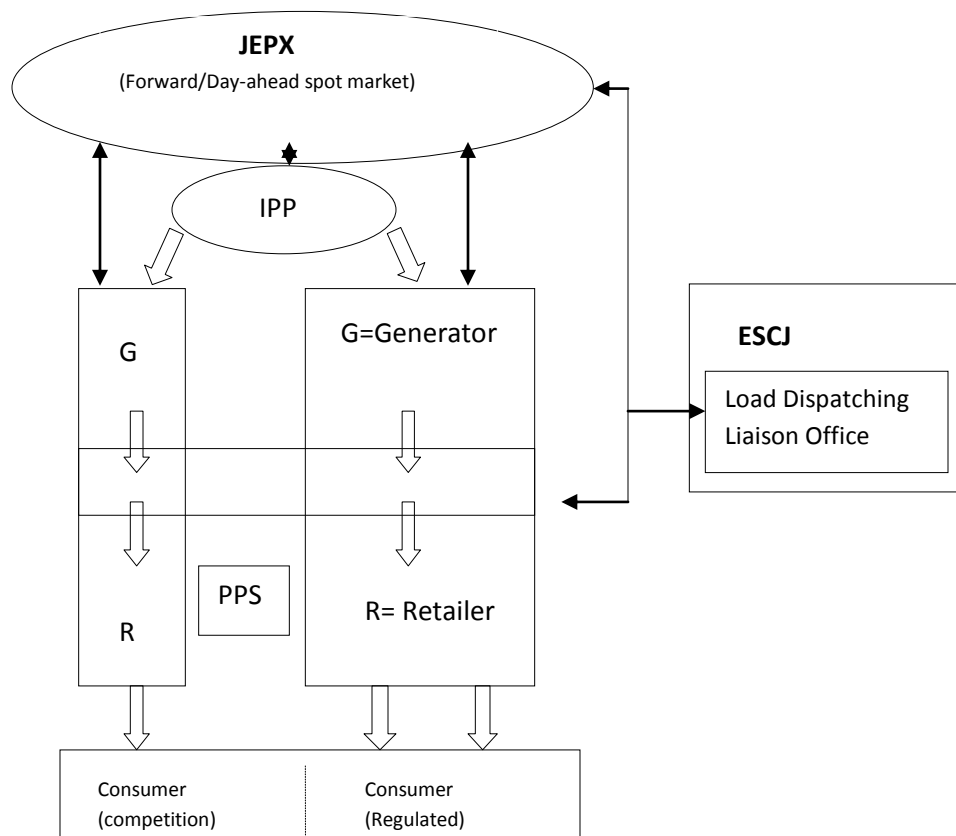 JEPX
(Forward/Day-ahead spot market)
IPP
G
G=Generator
ESCJ
Load Dispatching
Liaison Office
PPS
R
R= Retailer
Consumer
(competition)
Consumer
(Regulated)